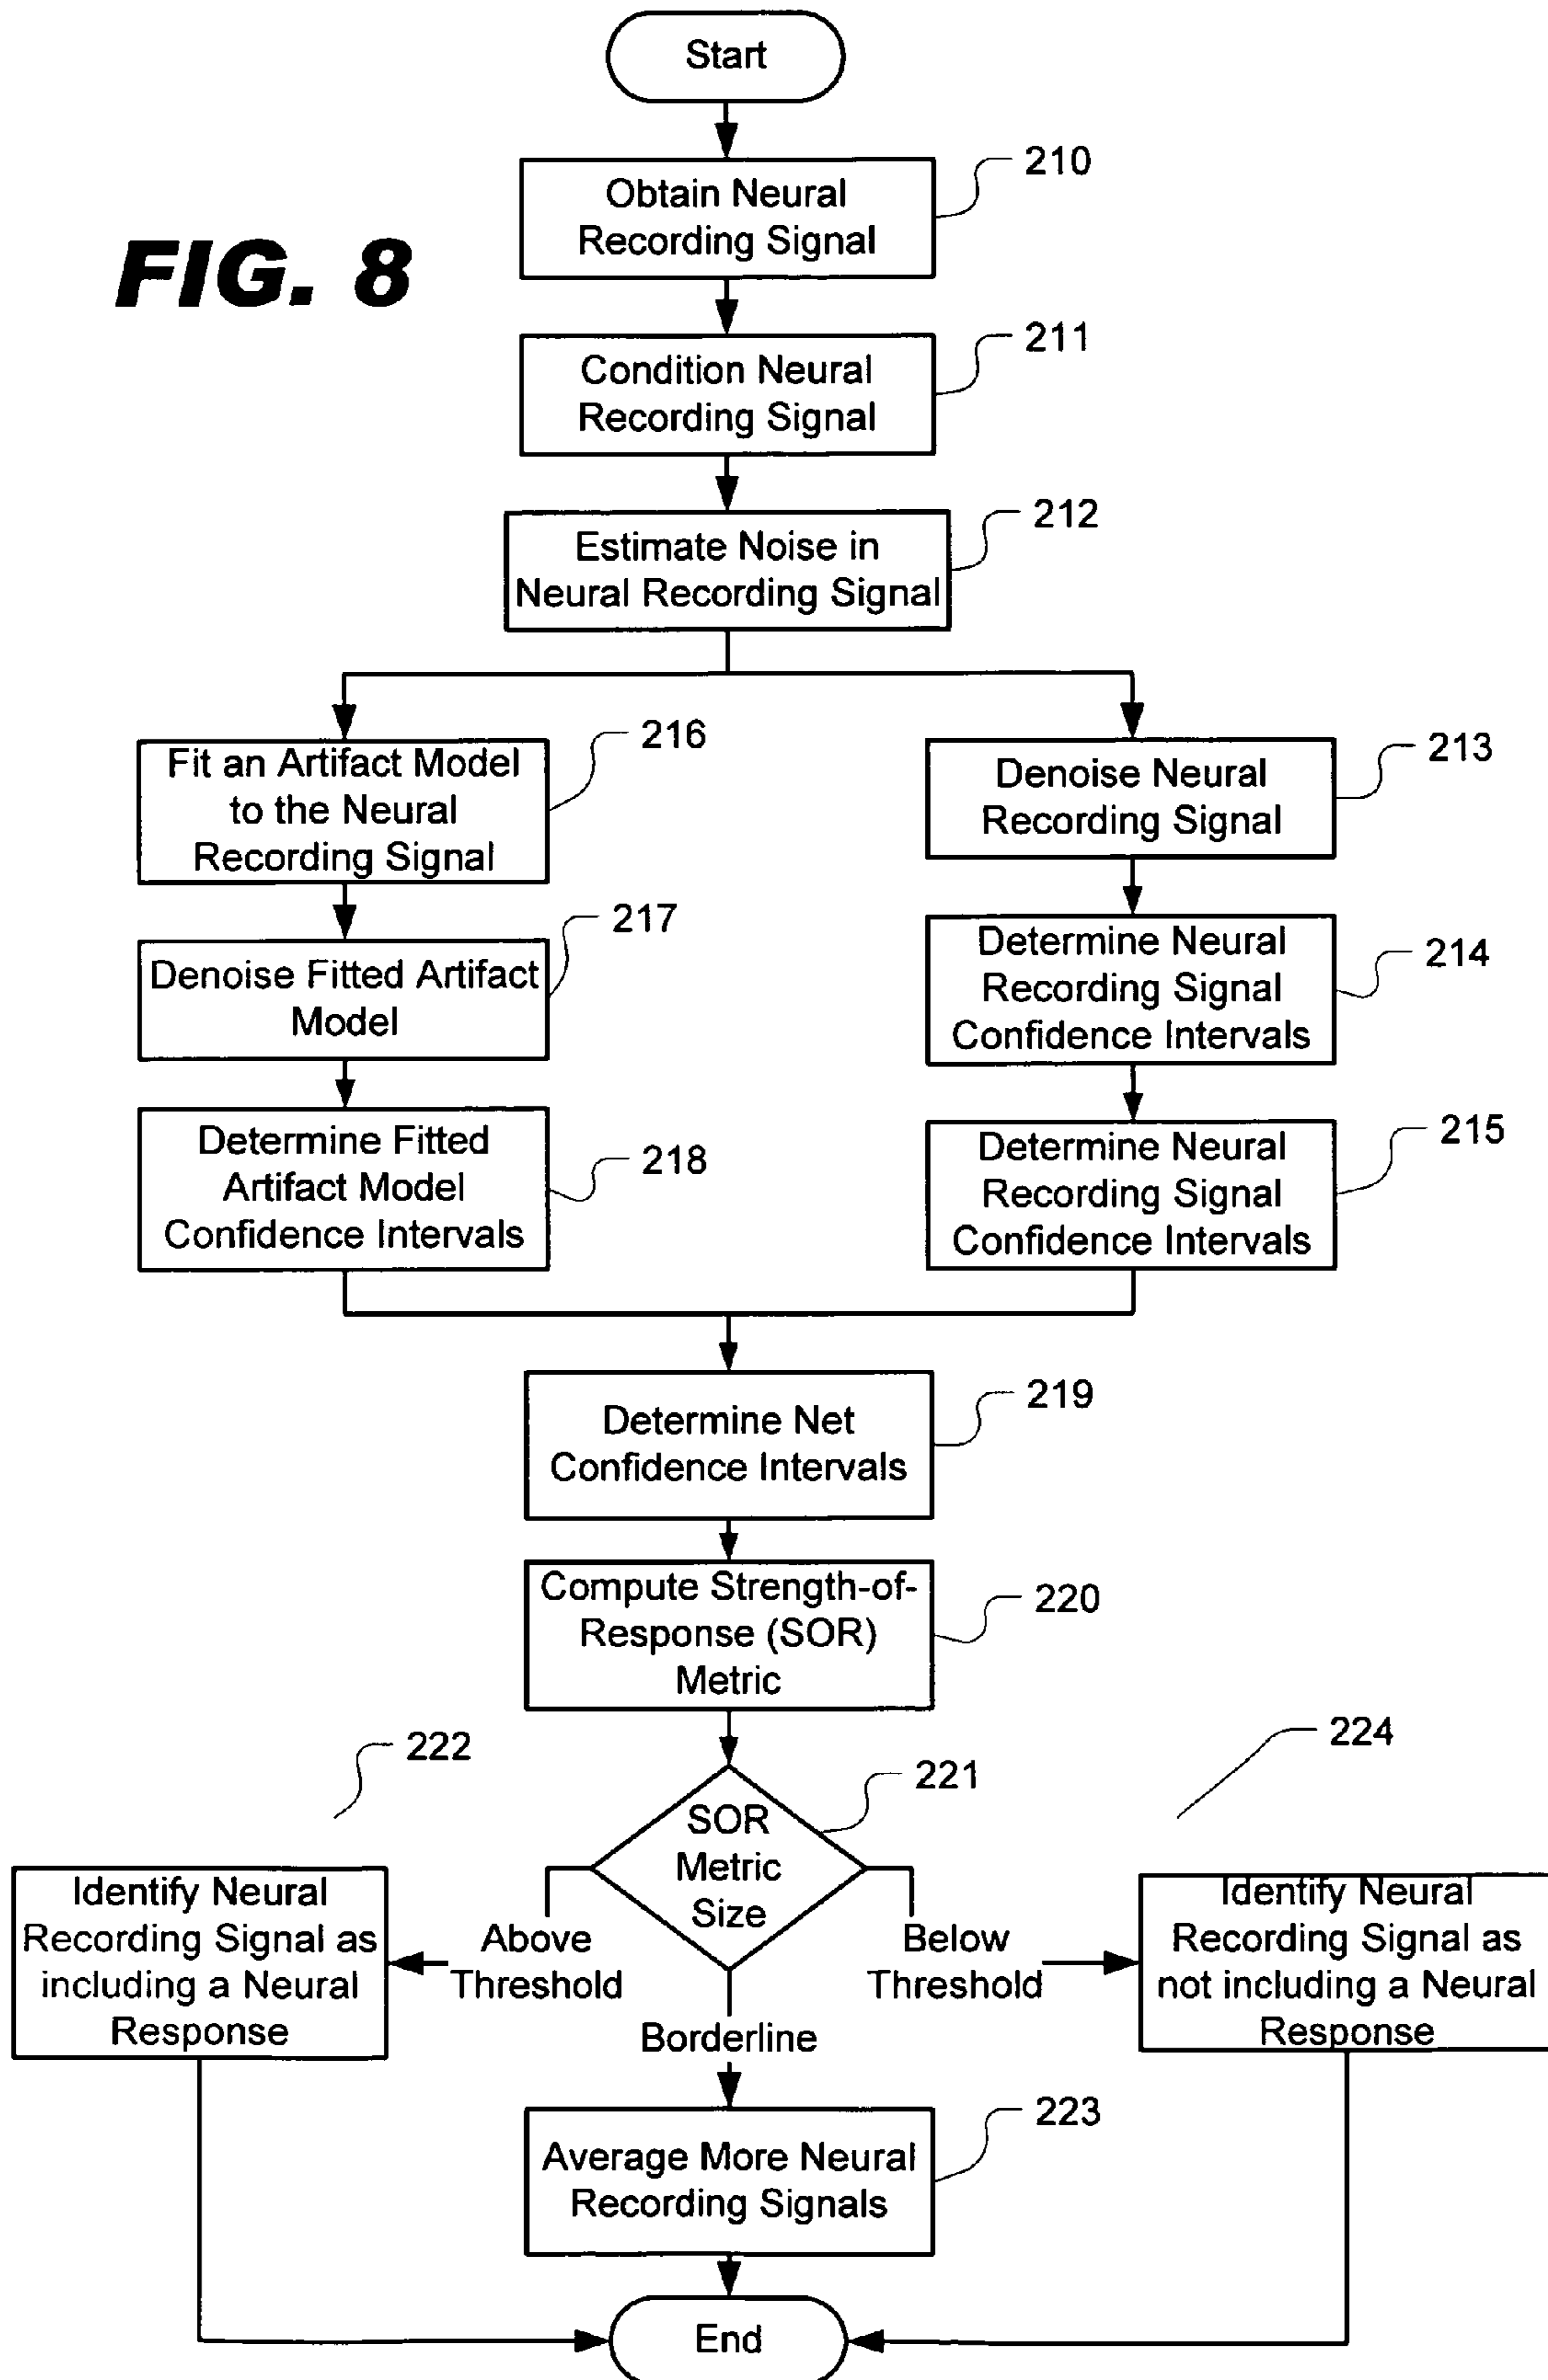 Start
210
Obtain Neural
Recording Signal
FIG. 8
211
Condition Neural
Recording Signal
212
Estimate Noise in
Neural Recording Signal
216
Fit an Artifact Model
to the Neural
Recording Signal
213
Denoise Neural
Recording Signal
217
Denoise Fitted Artifact
Model
214
Determine Neural
Recording Signal
Confidence Intervals
218
Determine Fitted
Artifact Model
Confidence Intervals
215
Determine Neural
Recording Signal
Confidence Intervals
219
Determine Net
Confidence Intervals
220
Compute Strength-of-
Response (SOR)
Metric
222
221
224
SOR
Metric
Size
Identify Neural
Recording Signal as
including a Neural
Response
Above
Threshold
Below
Threshold
Identify Neural
Recording Signal as
not including a Neural
Response
Borderline
223
Average More Neural
Recording Signals
End